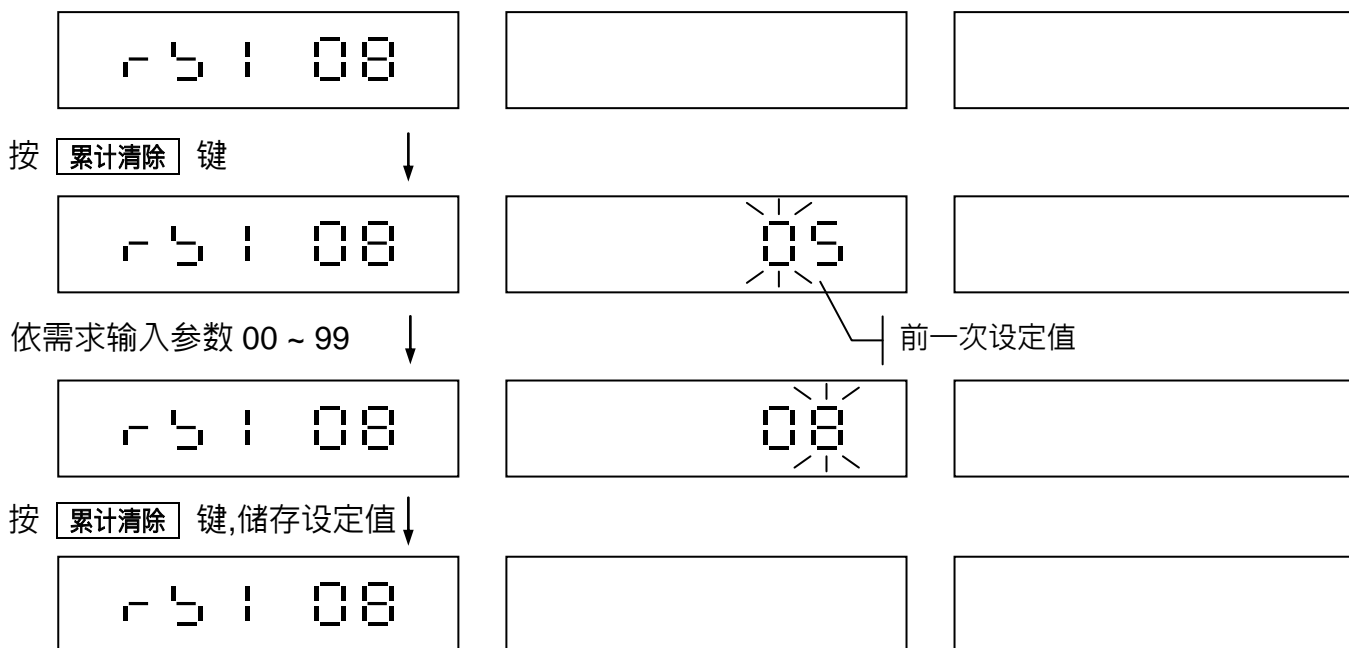 r S 1 08
按 累计清除 键
r S 1 08 05
依需求输入参数 00 ~ 99
前一次设定值
r S 1 08 08
按 累计清除 键,储存设定值
r S 1 08